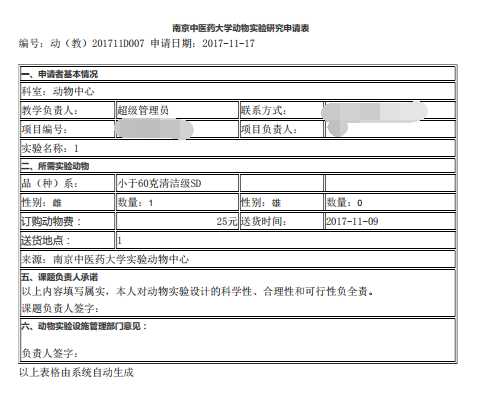 南京中医药大学动物实验研究申请表
编号：动（教）201711D007 申请日期：2017-11-17
一、申请者基本情况
科室：动物中心
教学负责人： 超级管理员 联系方式：
项目编号： 项目负责人：
实验名称：1
二、所需实验动物
品（种）系： 小于60克清洁级SD
性别：雌 数量：1 性别：雄 数量：0
订购动物费： 25元 送货时间： 2017-11-09
送货地点： 1
来源：南京中医药大学实验动物中心
五、课题负责人承诺
以上内容填写属实，本人对动物实验设计的科学性、合理性和可行性负全责。
课题负责人签字：
六、动物实验设施管理部门意见：
负责人签字：
以上表格由系统自动生成